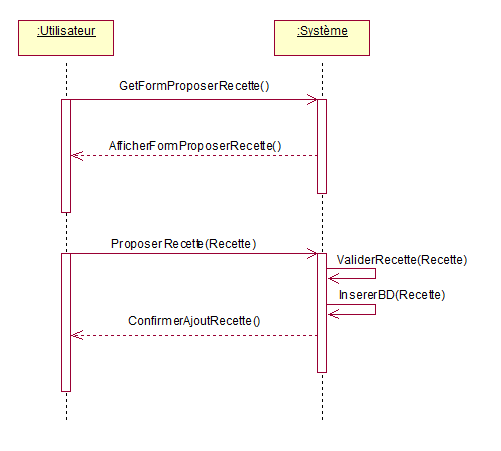 :Utilisateur
:Système
GetFormProposerRecette()
AfficherFormProposerRecette()
ProposerRecette(Recette)
ValiderRecette(Recette)
InsererBD(Recette)
ConfirmerAjoutRecette()